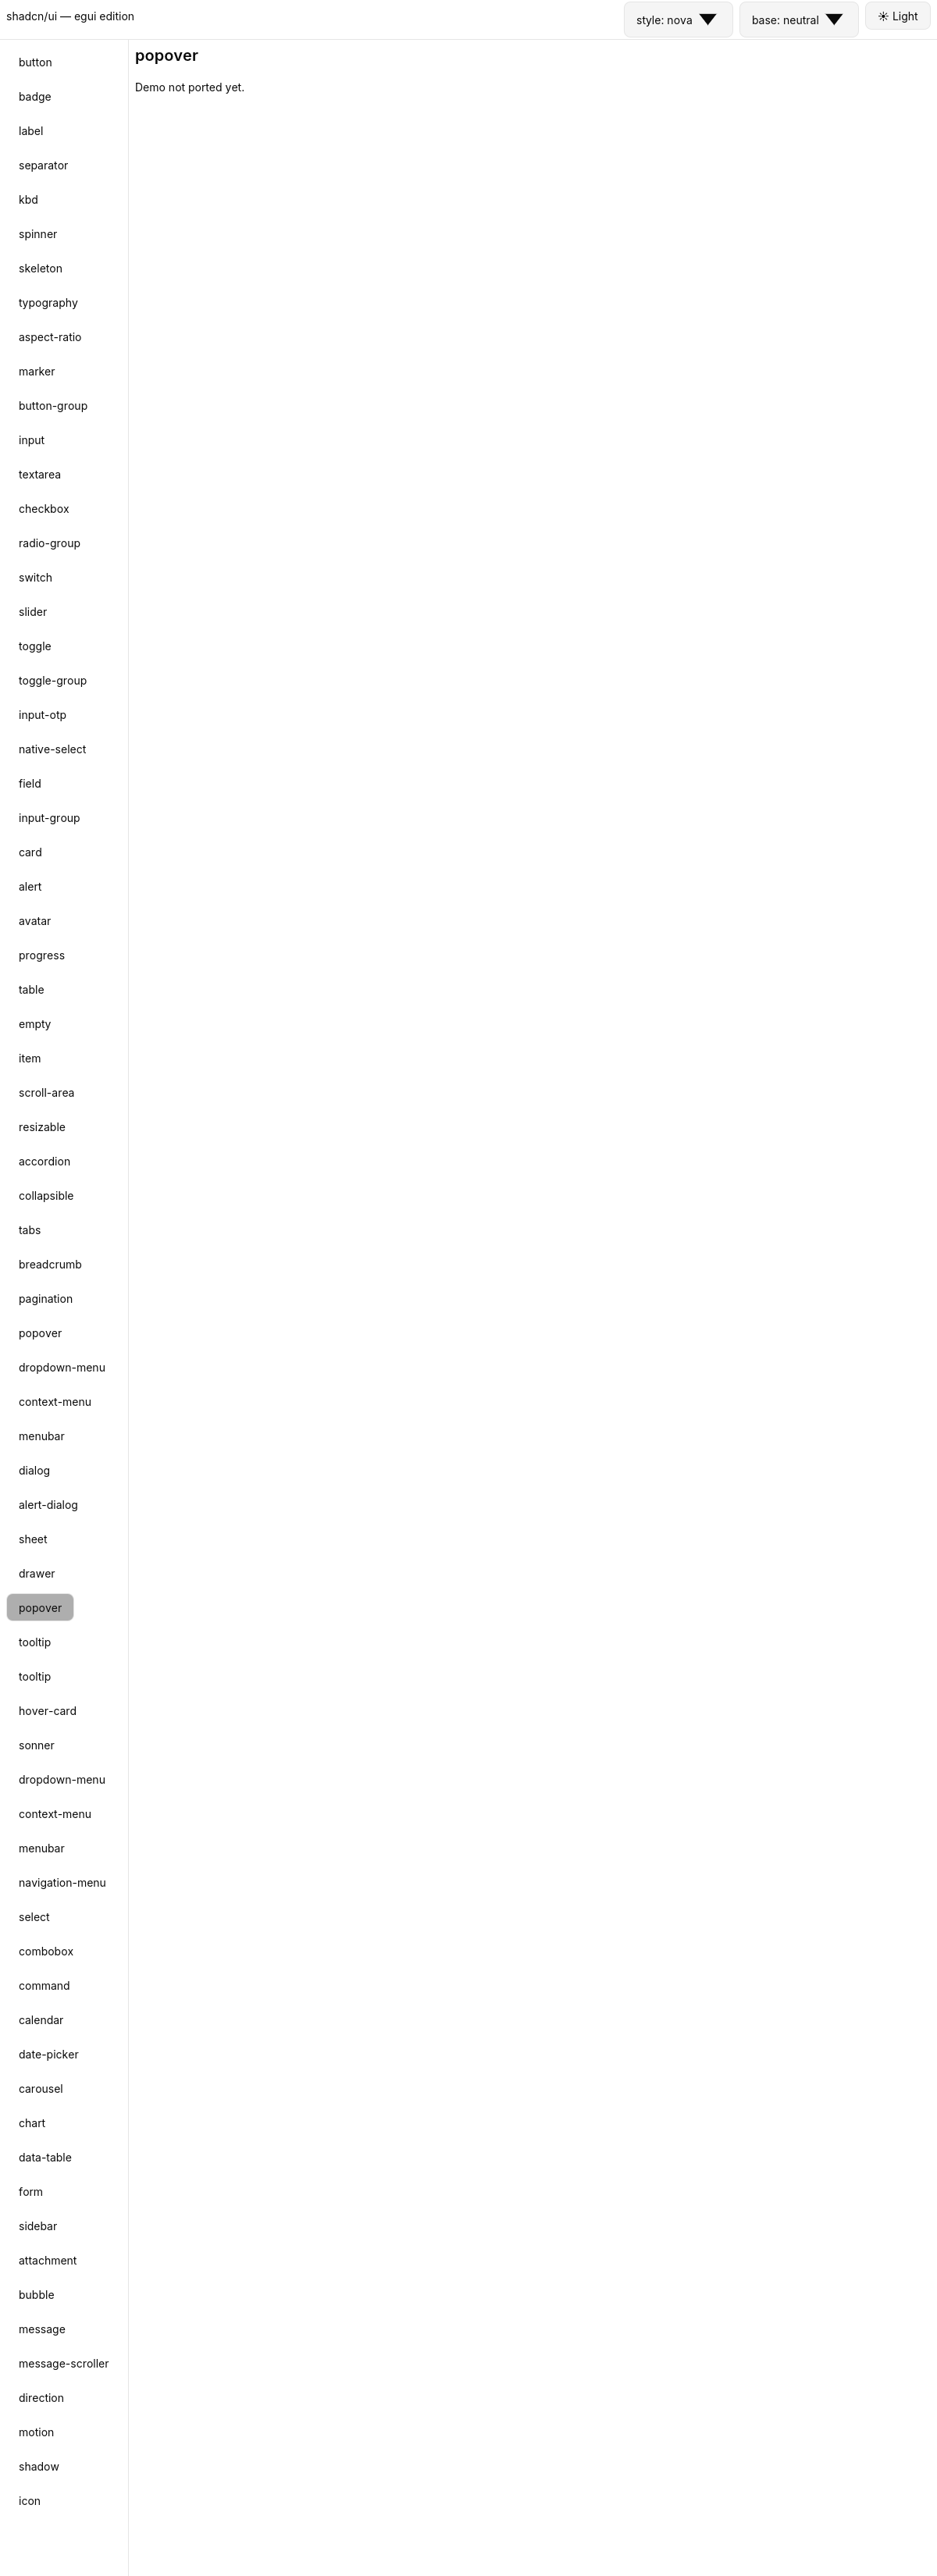 shadcn/ui — egui edition
style: nova
base: neutral
☀ Light
button
badge
label
separator
kbd
spinner
skeleton
typography
aspect-ratio
marker
button-group
input
textarea
checkbox
radio-group
switch
slider
toggle
toggle-group
input-otp
native-select
field
input-group
card
alert
avatar
progress
table
empty
item
scroll-area
resizable
accordion
collapsible
tabs
breadcrumb
pagination
popover
dropdown-menu
context-menu
menubar
dialog
alert-dialog
sheet
drawer
popover
tooltip
tooltip
hover-card
sonner
dropdown-menu
context-menu
menubar
navigation-menu
select
combobox
command
calendar
date-picker
carousel
chart
data-table
form
sidebar
attachment
bubble
message
message-scroller
direction
motion
shadow
icon
popover
Demo not ported yet.